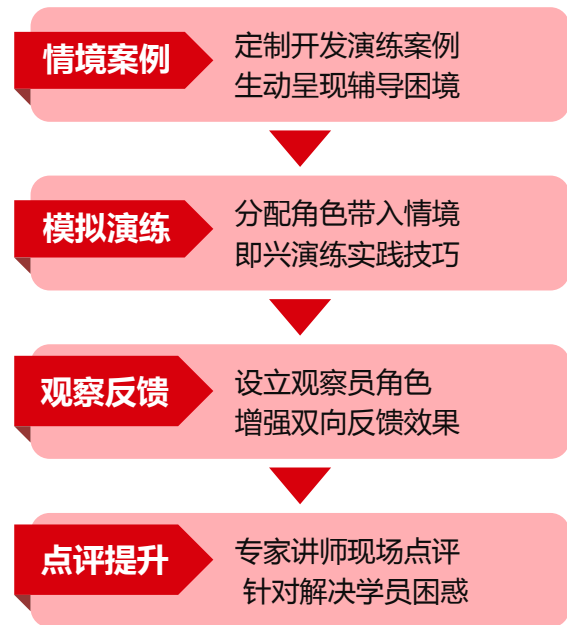 情境案例
定制开发演练案例
生动呈现辅导困境
模拟演练
分配角色带入情境
即兴演练实践技巧
观察反馈
设立观察员角色
增强双向反馈效果
点评提升
专家讲师现场点评
针对解决学员困惑